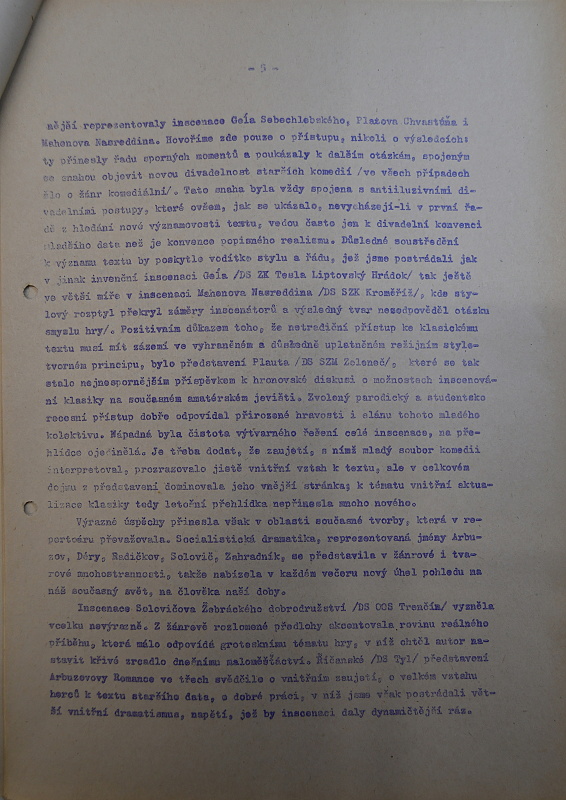 - 5 -
nější reprezentovaly inscenace Geľa Sebechlebského, Plautova Chvastúňa i
Mahenova Nasreddina. Hovoříme zde pouze o přístupu, nikoli o výsledcích:
ty přinesly řadu sporných momentů a poukázaly k dalším otázkám, spojeným
se snahou objevit novou divadelnost starších komedií /ve všech případech
šlo o žánr komediální/. Tato snaha byla vždy spojena s antiiluzivními di-
vadelními postupy, které ovšem, jak se ukázalo, nevycházejí-li v první řa-
dě z hledání nové významovosti textu, vedou často jen k divadelní konvenci
mladšího data než je konvence popisného realismu. Důsledné soustředění
k významu textu by poskytlo vodítko stylu a řádu, jež jsme postrádali jak
v jinak invenční inscenaci Geľa /DS ZK Tesla Liptovský Hrádok/ tak ještě
ve větší míře v inscenaci Mahenova Nasreddina /DS SZK Kroměříž/, kde sty-
lový rozptyl překryl záměry inscenátorů a výsledný tvar nezodpověděl otázku
smyslu hry/. Pozitivním důkazem toho, že netradiční přístup ke klasickému
textu musí mít zázemí ve vyhraněném a důsledně uplatněném režijním stylo-
tvorném principu, bylo představení Plauta /DS SZM Zeleneč/, které se tak
stalo nejnespornějším příspěvkem k hronovské diskusi o možnostech inscenová-
ní klasiky na současném amatérském jevišti. Zvolený parodický a studentsko
recesní přístup dobře odpovídal přirozené hravosti i elánu tohoto mladého
kolektivu. Nápadná byla čistota výtvarného řešení celé inscenace, na pře-
hlídce ojedinělá. Je třeba dodat, že zaujetí, s nímž mladý soubor komedii
interpretoval, prozrazovalo jistě vnitřní vztah k textu, ale v celkovém
dojmu z představení dominovala jeho vnější stránka; k tématu vnitřní aktua-
lizace klasiky tedy letošní přehlídka nepřinesla mnoho nového.
Výrazné úspěchy přinesla však v oblasti současné tvorby, která v re-
pertoáru převažovala. Socialistická dramatika, reprezentovaná jmény Arbu-
zov, Déry, Radičkov, Solovič, Zahradník, se představila v žánrové i tva-
rové mnohostrannosti, takže nabízela v každém večeru nový úhel pohledu na
náš současný svět, na člověka naší doby.
Inscenace Solovičova Žebráckého dobrodružství /DS OOS Trenčín/ vyzněla
vcelku nevýrazně. Z žánrově rozlomené předlohy akcentovala rovinu reálného
příběhu, která málo odpovídá grotesknímu tématu hry, v níž chtěl autor na-
stavit křivé zrcadlo dnešnímu maloměšťáctví. Říčanské /DS Tyl/ představení
Arbuzovovy Romance ve třech svědčilo o vnitřním zaujetí, o velkém vztahu
herců k textu staršího data, o dobré práci, v níž jsme však postrádali vět-
ší vnitřní dramatismus, napětí, jež by inscenaci daly dynamičtější ráz.